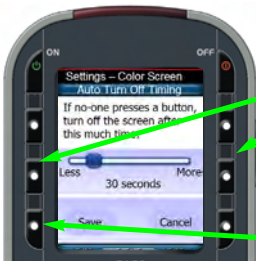 ON OFF
Settings – Color Screen
Auto Turn Off Timing
If no-one presses a button,
turn off the screen after
this much time:
Less More
30 seconds
Save Cancel